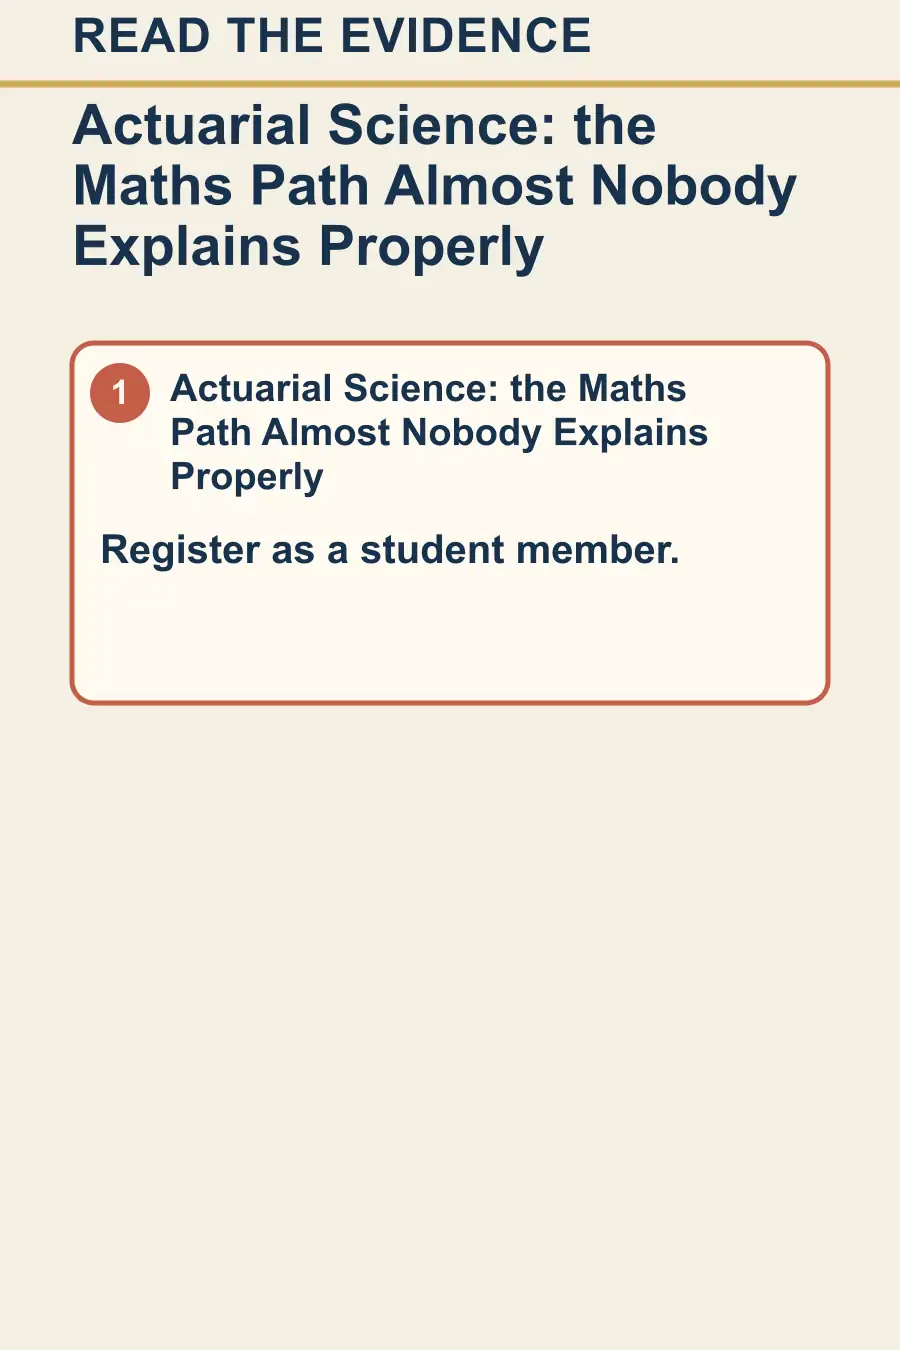 READ THE EVIDENCE
Actuarial Science: the
Maths Path Almost Nobody
Explains Properly
1
Actuarial Science: the Maths
Path Almost Nobody Explains
Properly
Register as a student member.